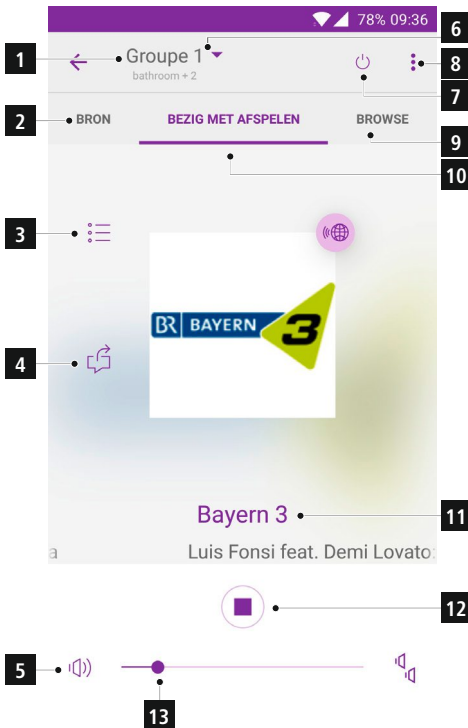 78% 09:36
6
1
Groupe 1
bathroom + 2
8
7
2
BRON
BEZIG MET AFSPELEN
BROWSE
9
10
3
BR BAYERN 3
4
Bayern 3
11
a
Luis Fonsi feat. Demi Lovato:
12
5
13